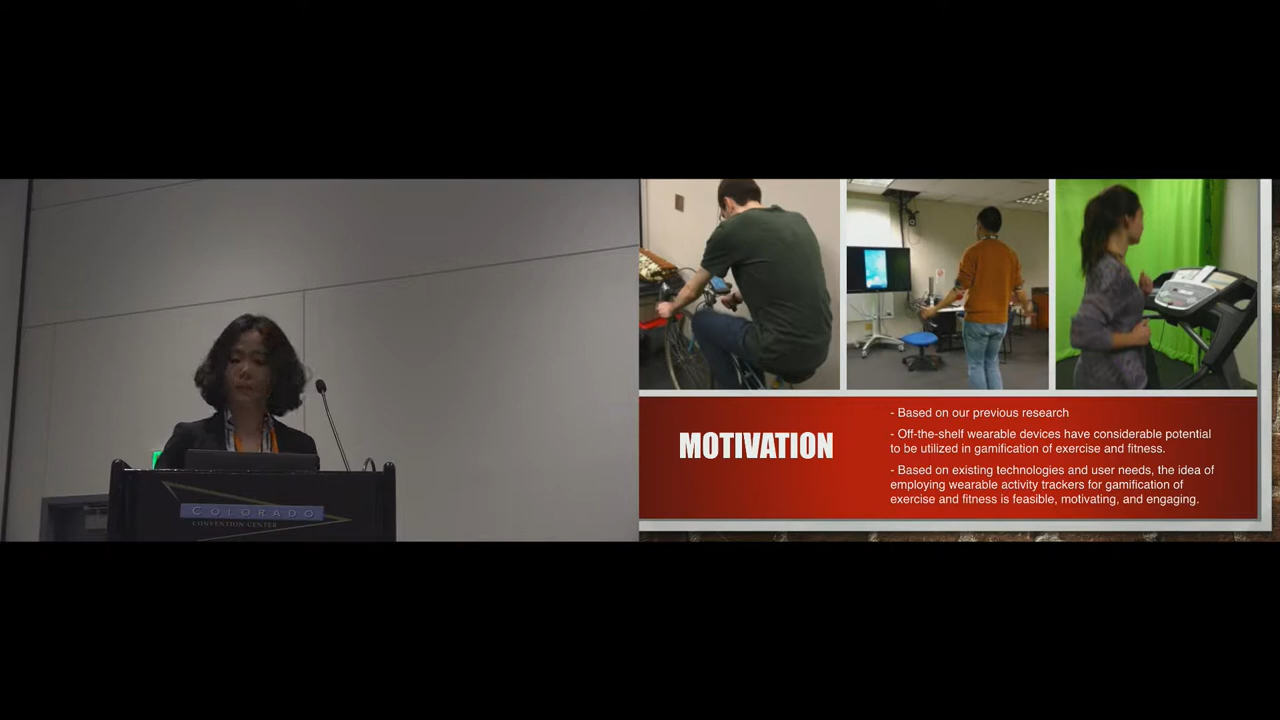 COLORADO
CONVENTION CENTER
MOTIVATION
- Based on our previous research
- Off-the-shelf wearable devices have considerable potential
to be utilized in gamification of exercise and fitness.
- Based on existing technologies and user needs, the idea of
employing wearable activity trackers for gamification of
exercise and fitness is feasible, motivating, and engaging.